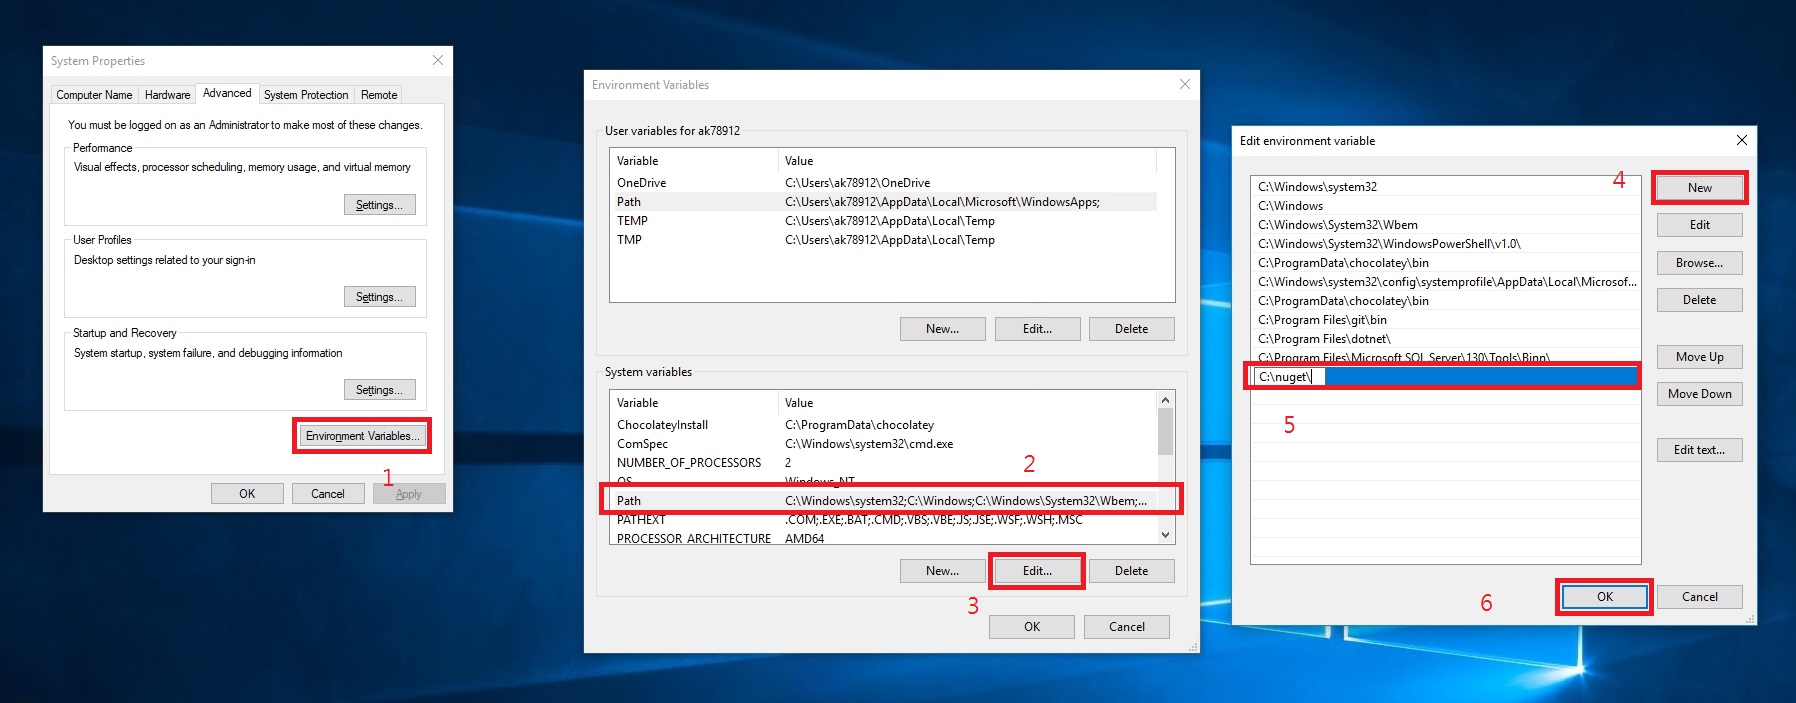 System Properties
Computer Name Hardware Advanced System Protection Remote
You must be logged on as an Administrator to make most of these changes.
Performance
Visual effects, processor scheduling, memory usage, and virtual memory
Settings...
User Profiles
Desktop settings related to your sign-in
Settings...
Startup and Recovery
System startup, system failure, and debugging information
Settings...
Environment Variables...
1
OK Cancel Apply
Environment Variables
User variables for ak78912
Variable Value
OneDrive C:\Users\ak78912\OneDrive
Path C:\Users\ak78912\AppData\Local\Microsoft\WindowsApps;
TEMP C:\Users\ak78912\AppData\Local\Temp
TMP C:\Users\ak78912\AppData\Local\Temp
New... Edit... Delete
System variables
Variable Value
ChocolateyInstall C:\ProgramData\chocolatey
ComSpec C:\Windows\system32\cmd.exe
NUMBER_OF_PROCESSORS 2
2
OS Windows_NT
Path C:\Windows\system32;C:\Windows;C:\Windows\System32\Wbem;...
PATHEXT .COM;.EXE;.BAT;.CMD;.VBS;.VBE;.JS;.JSE;.WSF;.WSH;.MSC
PROCESSOR_ARCHITECTURE AMD64
New... Edit... Delete
3
OK Cancel
Edit environment variable
4
C:\Windows\system32 New
C:\Windows
C:\Windows\System32\Wbem Edit
C:\Windows\System32\WindowsPowerShell\v1.0\
C:\ProgramData\chocolatey\bin Browse...
C:\Windows\system32\config\systemprofile\AppData\Local\Microsof...
C:\ProgramData\chocolatey\bin Delete
C:\Program Files\git\bin
C:\Program Files\dotnet\
C:\Program Files\Microsoft SQL Server\130\Tools\Binn\ Move Up
C:\nuget\
Move Down
5
Edit text...
6
OK Cancel